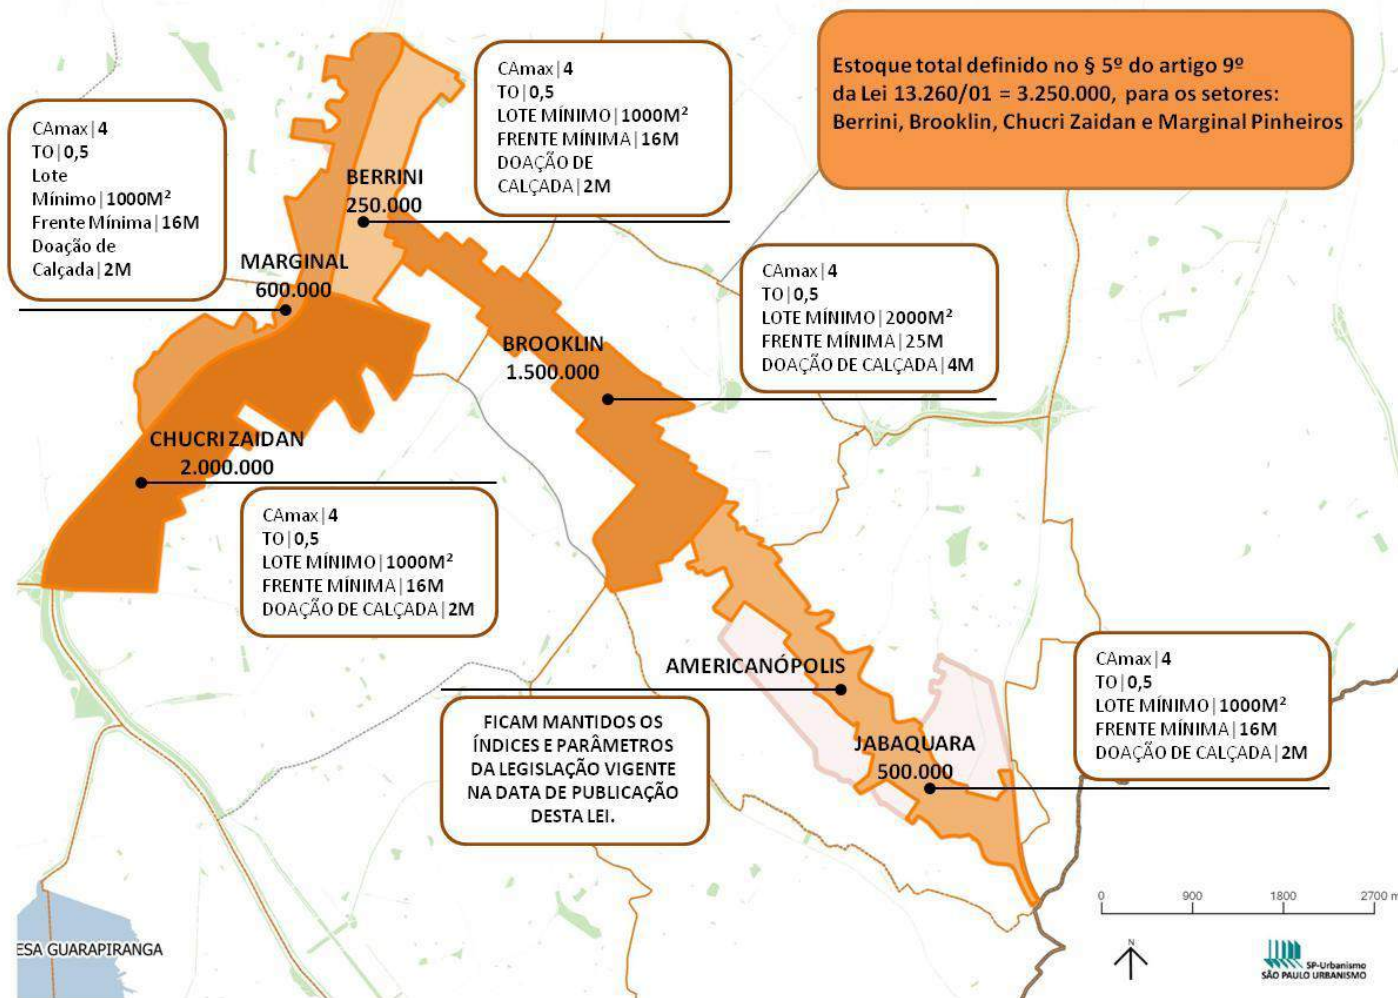 Estoque total definido no § 5º do artigo 9º
da Lei 13.260/01 = 3.250.000, para os setores:
Berrini, Brooklin, Chucri Zaidan e Marginal Pinheiros
CAmax|4
TO|0,5
LOTE MÍNIMO|1000M²
FRENTE MÍNIMA|16M
DOAÇÃO DE
CALÇADA|2M
CAmax|4
TO|0,5
Lote
Mínimo|1000M²
Frente Mínima|16M
Doação de
Calçada|2M
BERRINI
250.000
MARGINAL
600.000
CAmax|4
TO|0,5
LOTE MÍNIMO|2000M²
FRENTE MÍNIMA|25M
DOAÇÃO DE CALÇADA|4M
BROOKLIN
1.500.000
CHUCRI ZAIDAN
2.000.000
CAmax|4
TO|0,5
LOTE MÍNIMO|1000M²
FRENTE MÍNIMA|16M
DOAÇÃO DE CALÇADA|2M
AMERICANÓPOLIS
FICAM MANTIDOS OS
ÍNDICES E PARÂMETROS
DA LEGISLAÇÃO VIGENTE
NA DATA DE PUBLICAÇÃO
DESTA LEI.
CAmax|4
TO|0,5
LOTE MÍNIMO|1000M²
FRENTE MÍNIMA|16M
DOAÇÃO DE CALÇADA|2M
JABAQUARA
500.000
0 900 1800 2700 m
N
ESA GUARAPIRANGA
SP-Urbanismo
SÃO PAULO URBANISMO